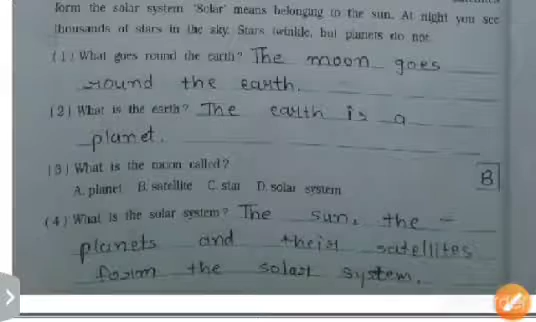 form the solar system 'Solar' means belonging to the sun. At night you see
thousands of stars in the sky. Stars twinkle, but planets do not.
(1) What goes round the earth? The moon goes
round the earth.
(2) What is the earth? The earth is a
planet.
(3) What is the moon called?
A. planet B. satellite C. star D. solar system
B
(4) What is the solar system? The sun, the
planets and their satellites
form the solar system.